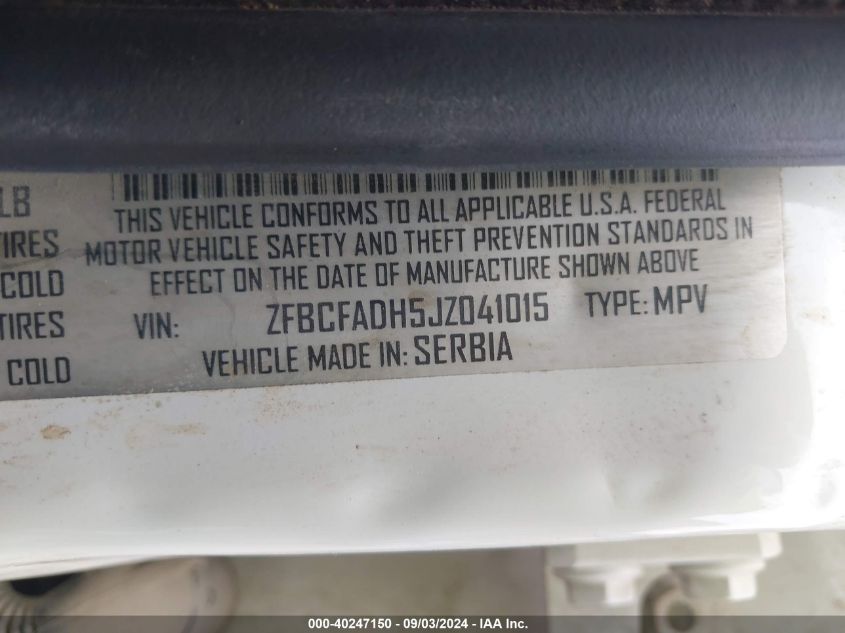 LB
TIRES
COLD
TIRES
COLD
THIS VEHICLE CONFORMS TO ALL APPLICABLE U.S.A. FEDERAL
MOTOR VEHICLE SAFETY AND THEFT PREVENTION STANDARDS IN
EFFECT ON THE DATE OF MANUFACTURE SHOWN ABOVE
VIN: ZFBCFADH5JZ041015 TYPE: MPV
VEHICLE MADE IN: SERBIA
000-40247150 - 09/03/2024 - IAA Inc.